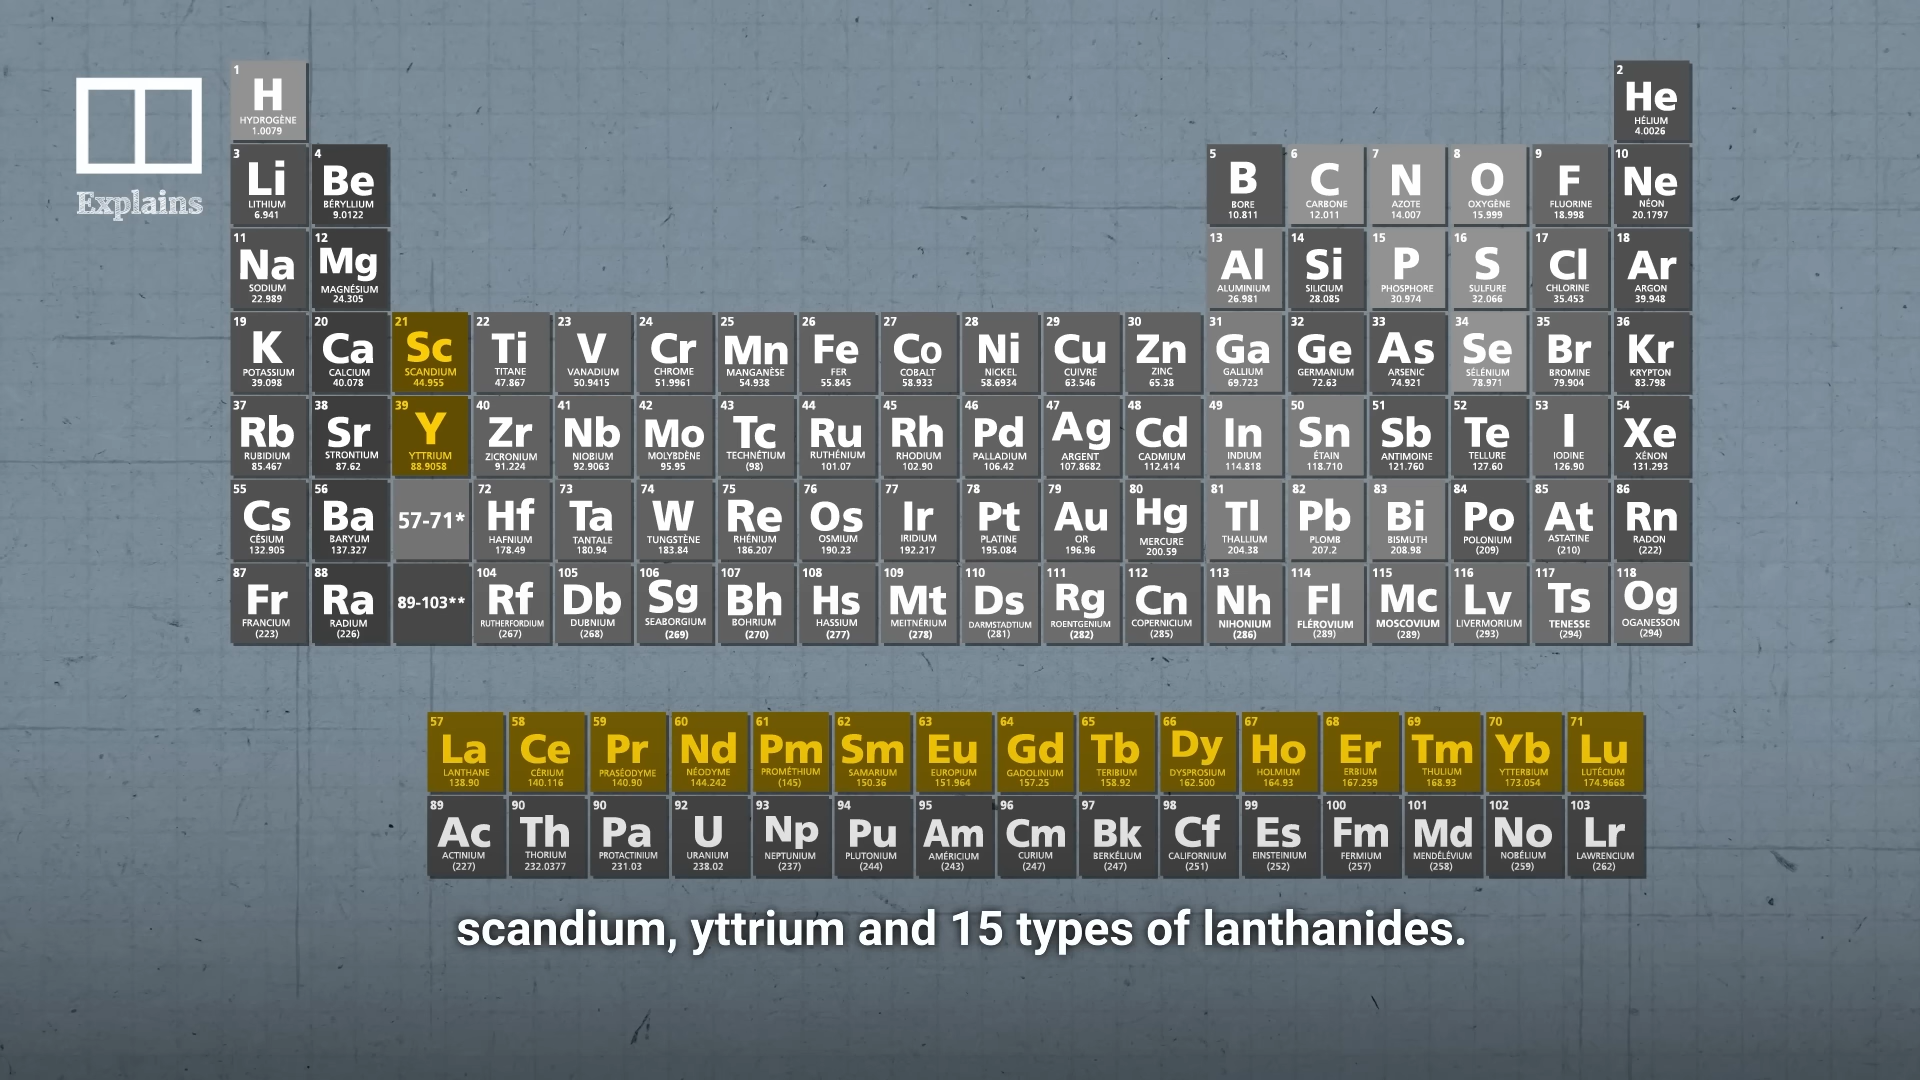 Explains
1
H
HYDROGÈNE
1.0079
2
He
HÉLIUM
4.0026
3
Li
LITHIUM
6.941
4
Be
BÉRYLLIUM
9.0122
5
B
BORE
10.811
6
C
CARBONE
12.011
7
N
AZOTE
14.007
8
O
OXYGÈNE
15.999
9
F
FLUORINE
18.998
10
Ne
NÉON
20.1797
11
Na
SODIUM
22.989
12
Mg
MAGNÉSIUM
24.305
13
Al
ALUMINIUM
26.981
14
Si
SILICIUM
28.085
15
P
PHOSPHORE
30.974
16
S
SULFURE
32.066
17
Cl
CHLORINE
35.453
18
Ar
ARGON
39.948
19
K
POTASSIUM
39.098
20
Ca
CALCIUM
40.078
21
Sc
SCANDIUM
44.955
22
Ti
TITANE
47.867
23
V
VANADIUM
50.9415
24
Cr
CHROME
51.9961
25
Mn
MANGANÈSE
54.938
26
Fe
FER
55.845
27
Co
COBALT
58.933
28
Ni
NICKEL
58.6934
29
Cu
CUIVRE
63.546
30
Zn
ZINC
65.38
31
Ga
GALLIUM
69.723
32
Ge
GERMANIUM
72.63
33
As
ARSENIC
74.921
34
Se
SÉLÉNIUM
78.971
35
Br
BROMINE
79.904
36
Kr
KRYPTON
83.798
37
Rb
RUBIDIUM
85.467
38
Sr
STRONTIUM
87.62
39
Y
YTTRIUM
88.9058
40
Zr
ZICRONIUM
91.224
41
Nb
NIOBIUM
92.9063
42
Mo
MOLYBDÈNE
95.95
43
Tc
TECHNÉTIUM
(98)
44
Ru
RUTHÉNIUM
101.07
45
Rh
RHODIUM
102.90
46
Pd
PALLADIUM
106.42
47
Ag
ARGENT
107.8682
48
Cd
CADMIUM
112.414
49
In
INDIUM
114.818
50
Sn
ÉTAIN
118.710
51
Sb
ANTIMOINE
121.760
52
Te
TELLURE
127.60
53
I
IODINE
126.90
54
Xe
XÉNON
131.293
55
Cs
CÉSIUM
132.905
56
Ba
BARYUM
137.327
57-71*
72
Hf
HAFNIUM
178.49
73
Ta
TANTALE
180.94
74
W
TUNGSTÈNE
183.84
75
Re
RHÉNIUM
186.207
76
Os
OSMIUM
190.23
77
Ir
IRIDIUM
192.217
78
Pt
PLATINE
195.084
79
Au
OR
196.96
80
Hg
MERCURE
200.59
81
Tl
THALLIUM
204.38
82
Pb
PLOMB
207.2
83
Bi
BISMUTH
208.98
84
Po
POLONIUM
(209)
85
At
ASTATINE
(210)
86
Rn
RADON
(222)
87
Fr
FRANCIUM
(223)
88
Ra
RADIUM
(226)
89-103**
104
Rf
RUTHERFORDIUM
(267)
105
Db
DUBNIUM
(268)
106
Sg
SEABORGIUM
(269)
107
Bh
BOHRIUM
(270)
108
Hs
HASSIUM
(277)
109
Mt
MEITNÉRIUM
(278)
110
Ds
DARMSTADTIUM
(281)
111
Rg
ROENTGENIUM
(282)
112
Cn
COPERNICIUM
(285)
113
Nh
NIHONIUM
(286)
114
Fl
FLÉROVIUM
(289)
115
Mc
MOSCOVIUM
(289)
116
Lv
LIVERMORIUM
(293)
117
Ts
TENESSE
(294)
118
Og
OGANESSON
(294)
57
La
LANTHANE
138.90
58
Ce
CÉRIUM
140.116
59
Pr
PRASÉODYME
140.90
60
Nd
NÉODYME
144.242
61
Pm
PROMÉTHIUM
(145)
62
Sm
SAMARIUM
150.36
63
Eu
EUROPIUM
151.964
64
Gd
GADOLINIUM
157.25
65
Tb
TERIBIUM
158.92
66
Dy
DYSPROSIUM
162.500
67
Ho
HOLMIUM
164.93
68
Er
ERBIUM
167.259
69
Tm
THULIUM
168.93
70
Yb
YTTERBIUM
173.054
71
Lu
LUTÉCIUM
174.9668
89
Ac
ACTINIUM
(227)
90
Th
THORIUM
232.0377
90
Pa
PROTACTINIUM
231.03
92
U
URANIUM
238.02
93
Np
NEPTUNIUM
(237)
94
Pu
PLUTONIUM
(244)
95
Am
AMÉRICIUM
(243)
96
Cm
CURIUM
(247)
97
Bk
BERKÉLIUM
(247)
98
Cf
CALIFORNIUM
(251)
99
Es
EINSTEINIUM
(252)
100
Fm
FERMIUM
(257)
101
Md
MENDÉLÉVIUM
(258)
102
No
NOBÉLIUM
(259)
103
Lr
LAWRENCIUM
(262)
scandium, yttrium and 15 types of lanthanides.